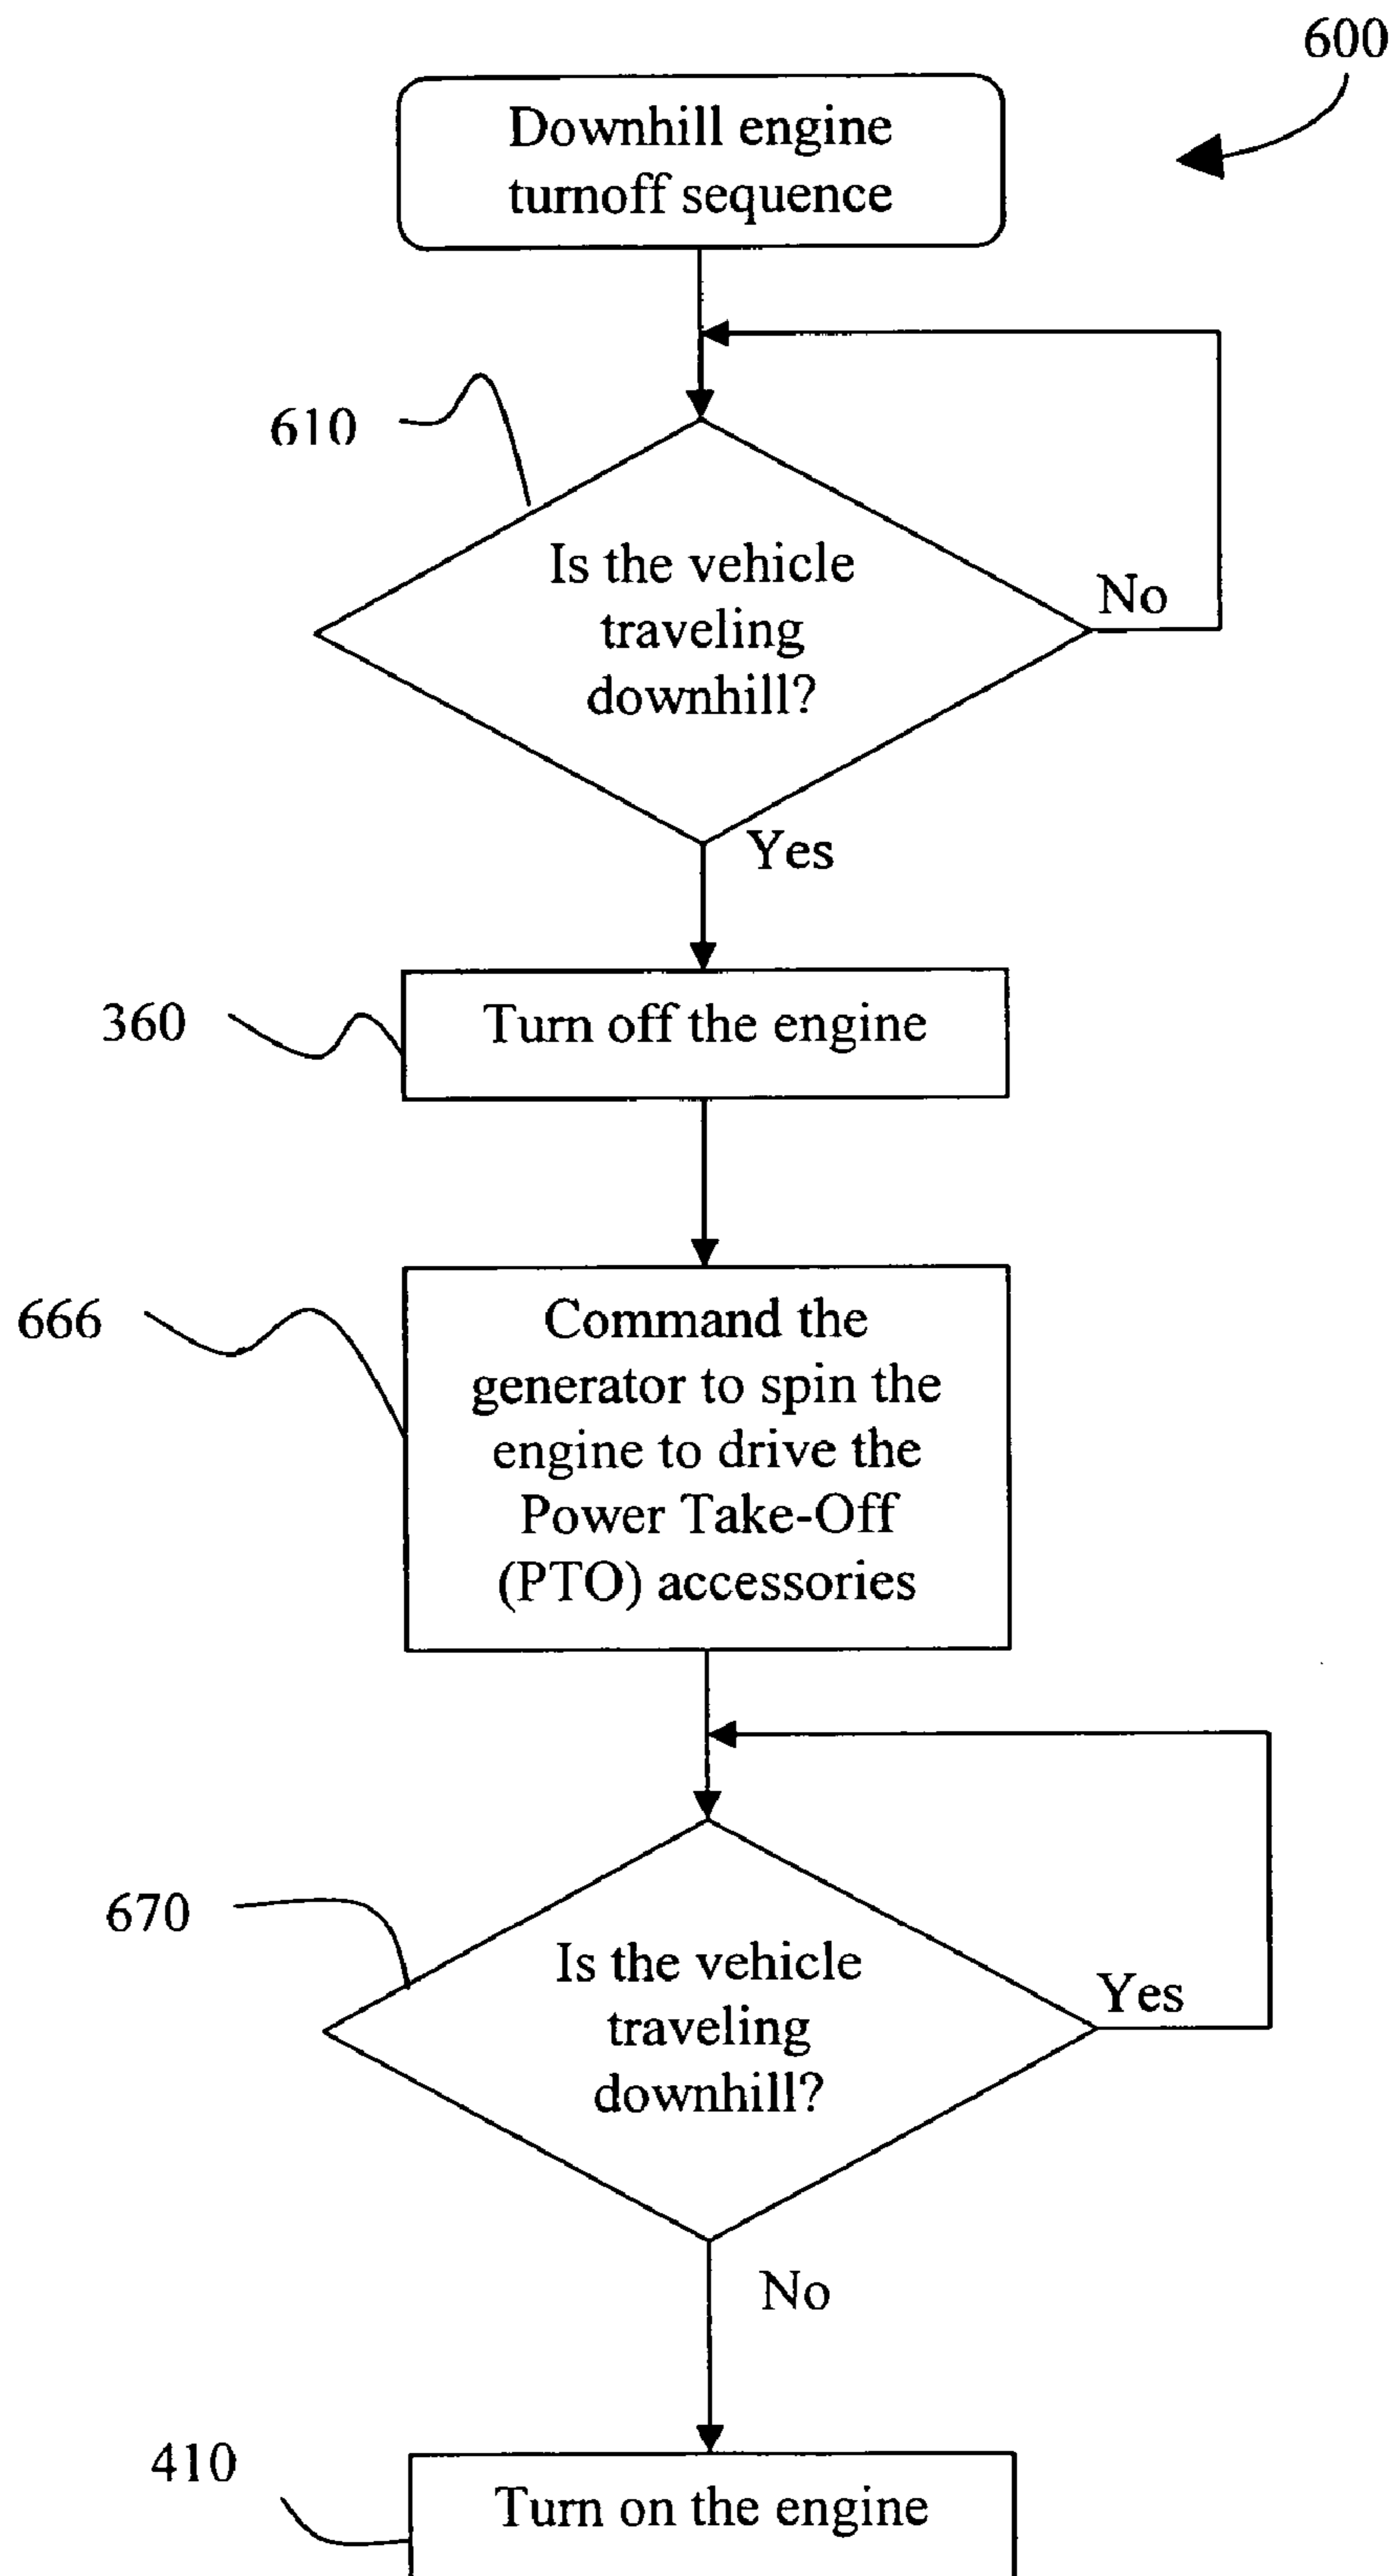 600
Downhill engine
turnoff sequence
610
Is the vehicle
traveling
downhill?
No
Yes
360
Turn off the engine
666
Command the
generator to spin the
engine to drive the
Power Take-Off
(PTO) accessories
670
Is the vehicle
traveling
downhill?
Yes
No
410
Turn on the engine